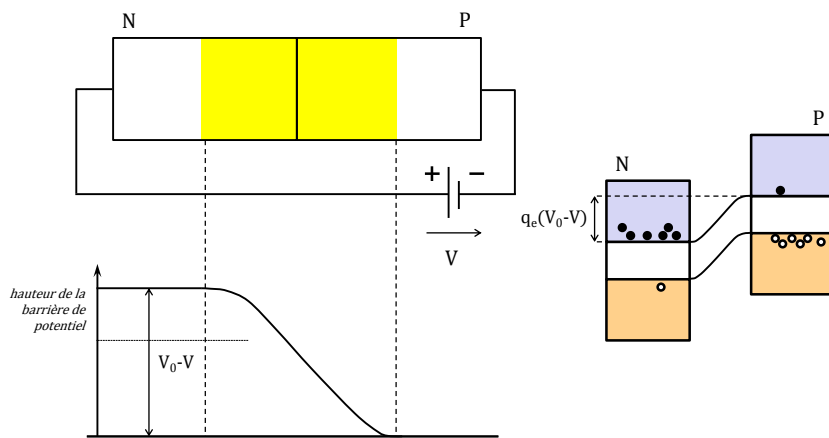 N
P
+
−
V
hauteur de la
barrière de
potentiel
V₀-V
N
P
qₑ(V₀-V)